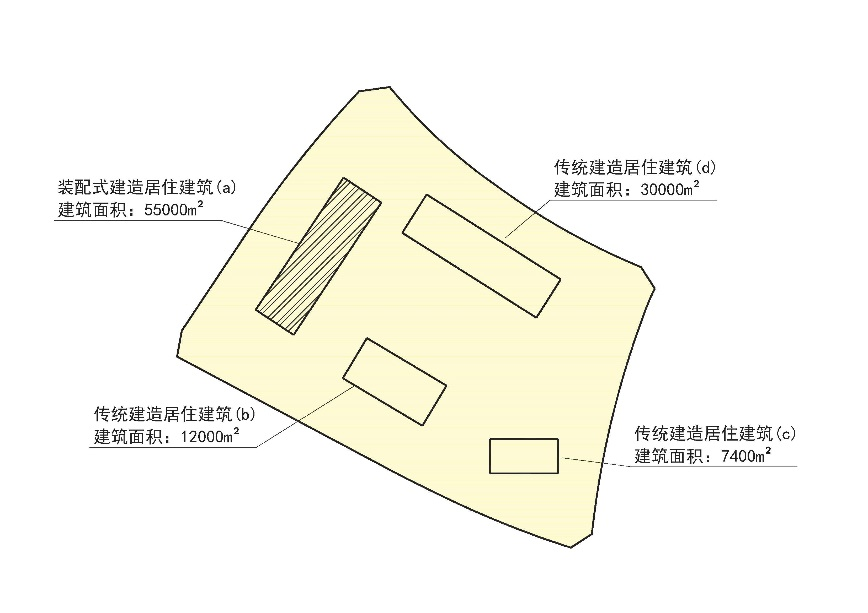 装配式建造居住建筑(a)
建筑面积：55000m²
传统建造居住建筑(d)
建筑面积：30000m²
传统建造居住建筑(b)
建筑面积：12000m²
传统建造居住建筑(c)
建筑面积：7400m²